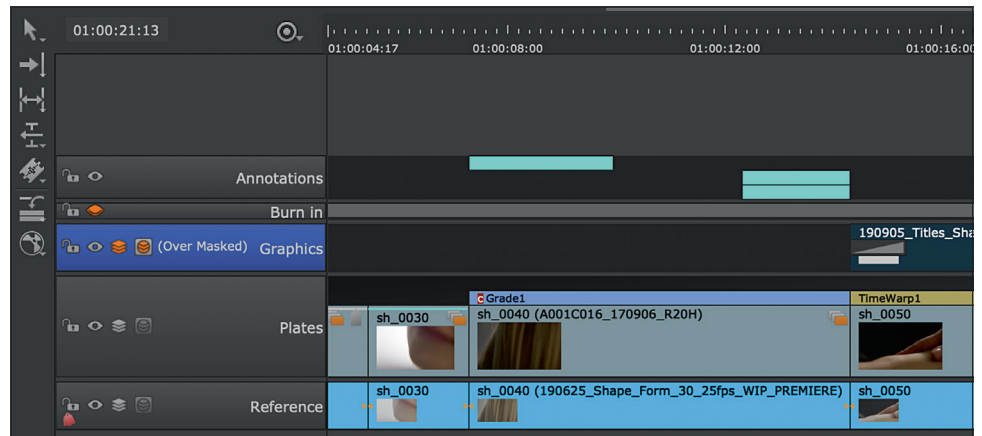 01:00:21:13
01:00:04:17 01:00:08:00 01:00:12:00 01:00:16:00
Annotations
Burn in
(Over Masked) Graphics
190905_Titles_Sha
c Grade1 TimeWarp1
Plates
sh_0030 sh_0040 (A001C016_170906_R20H) sh_0050
Reference
sh_0030 sh_0040 (190625_Shape_Form_30_25fps_WIP_PREMIERE) sh_0050